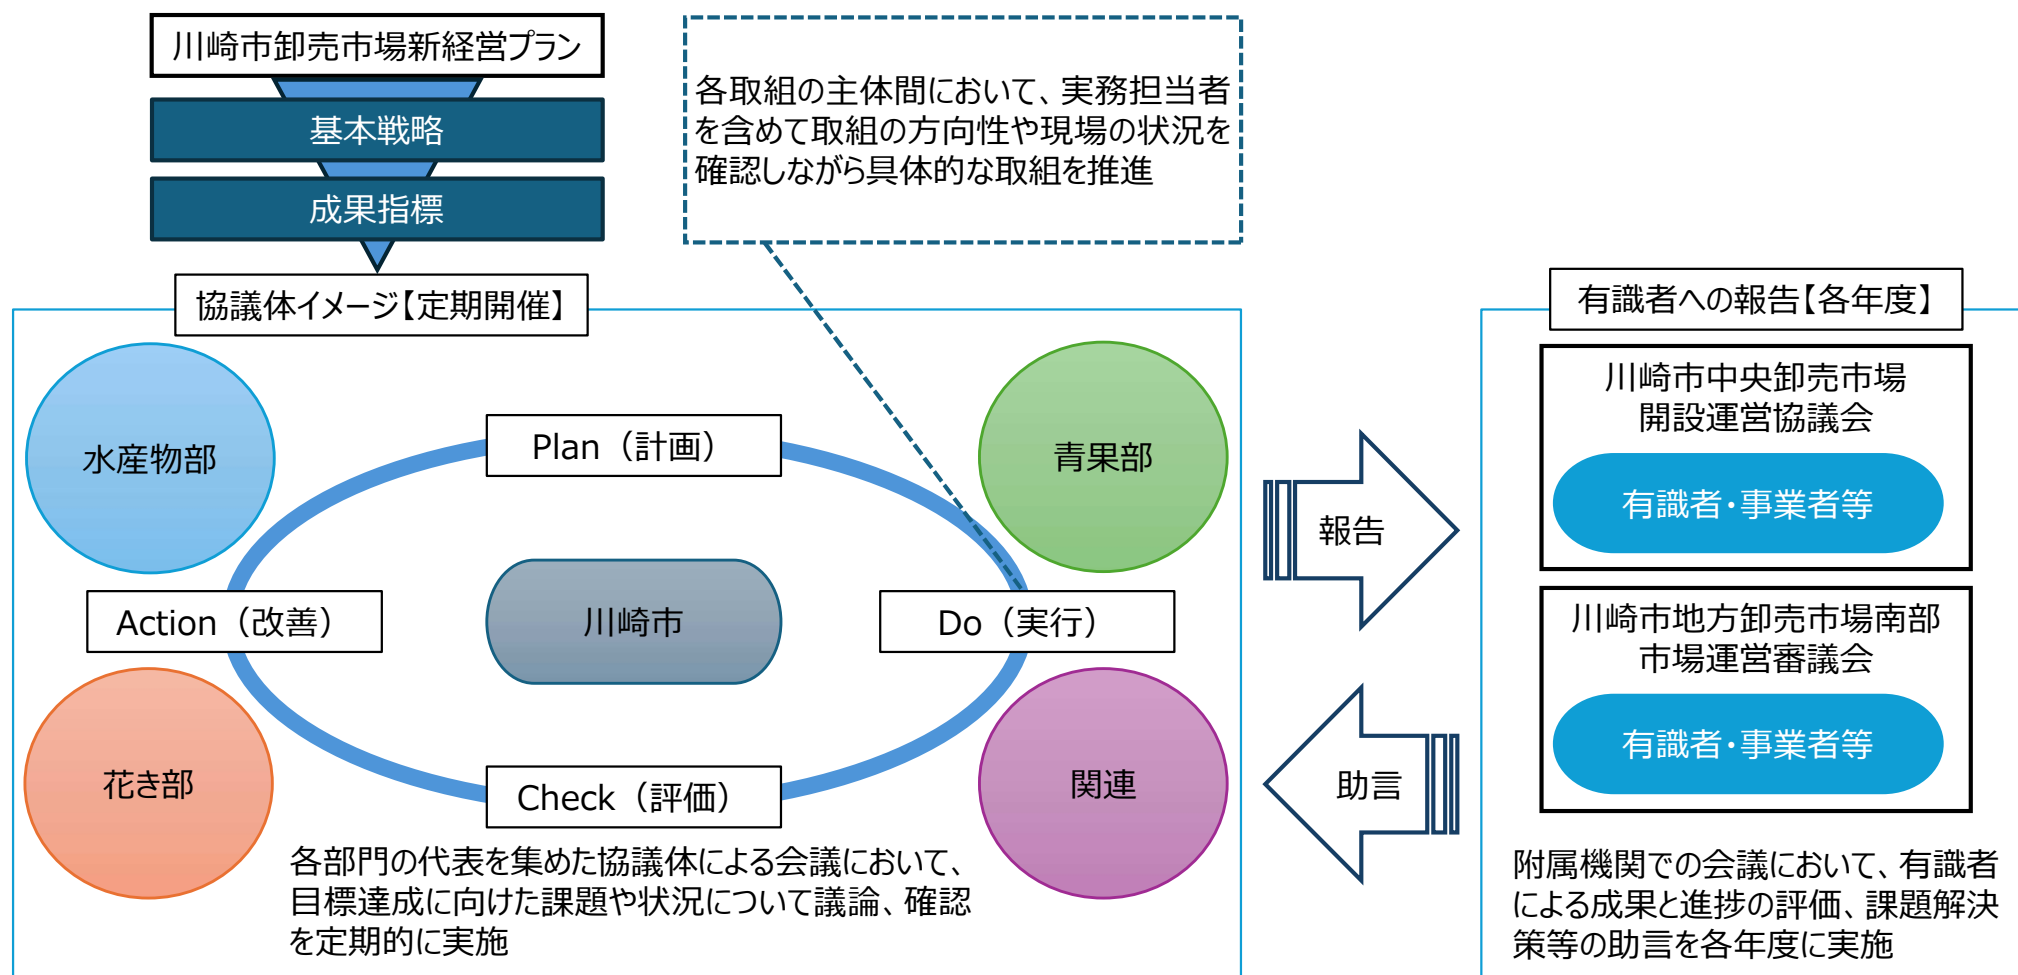 川崎市卸売市場新経営プラン
基本戦略
成果指標
各取組の主体間において、実務担当者
を含めて取組の方向性や現場の状況を
確認しながら具体的な取組を推進
協議体イメージ【定期開催】
水産物部
青果部
Plan（計画）
Action（改善）
川崎市
Do（実行）
Check（評価）
花き部
関連
各部門の代表を集めた協議体による会議において、
目標達成に向けた課題や状況について議論、確認
を定期的に実施
報告
助言
有識者への報告【各年度】
川崎市中央卸売市場
開設運営協議会
有識者・事業者等
川崎市地方卸売市場南部
市場運営審議会
有識者・事業者等
附属機関での会議において、有識者
による成果と進捗の評価、課題解決
策等の助言を各年度に実施